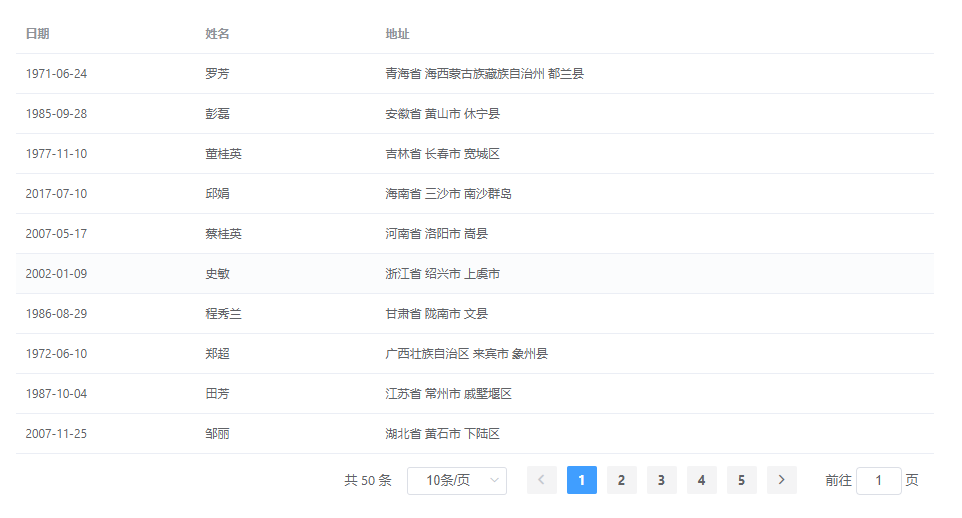 日期 姓名 地址
1971-06-24 罗芳 青海省 海西蒙古族藏族自治州 都兰县
1985-09-28 彭磊 安徽省 黄山市 休宁县
1977-11-10 董桂英 吉林省 长春市 宽城区
2017-07-10 邱娟 海南省 三沙市 南沙群岛
2007-05-17 蔡桂英 河南省 洛阳市 嵩县
2002-01-09 史敏 浙江省 绍兴市 上虞市
1986-08-29 程秀兰 甘肃省 陇南市 文县
1972-06-10 郑超 广西壮族自治区 来宾市 象州县
1987-10-04 田芳 江苏省 常州市 戚墅堰区
2007-11-25 邹丽 湖北省 黄石市 下陆区
共 50 条 10条/页 1 2 3 4 5 前往 1 页